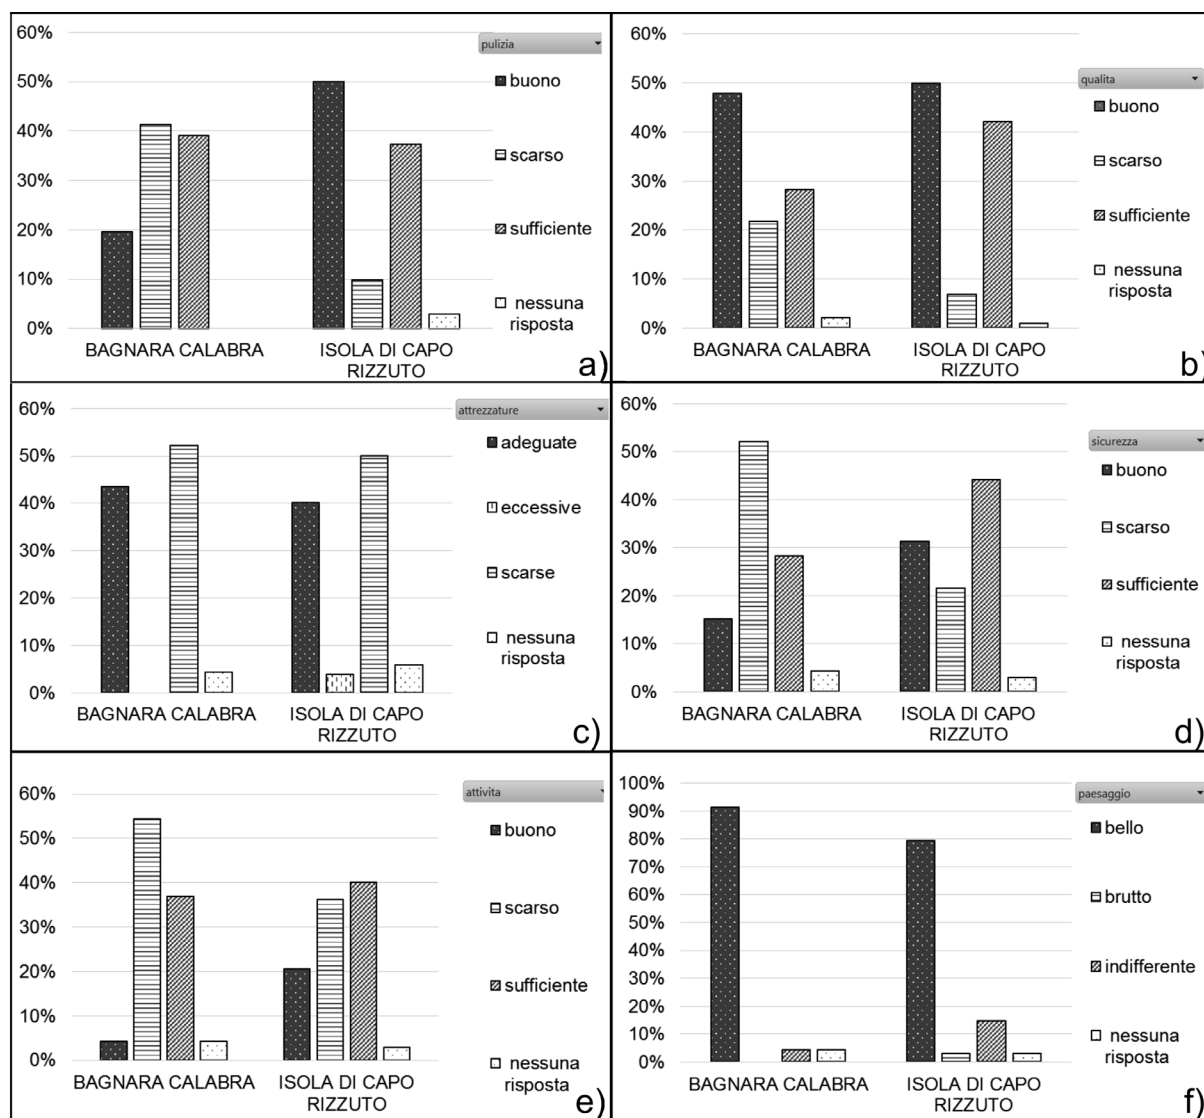 60%
50%
40%
30%
20%
10%
0%
BAGNARA CALABRA
ISOLA DI CAPO
RIZZUTO
pulizia
buono
scarso
sufficiente
nessuna
risposta
a)
60%
50%
40%
30%
20%
10%
0%
BAGNARA CALABRA
ISOLA DI CAPO
RIZZUTO
qualita
buono
scarso
sufficiente
nessuna
risposta
b)
60%
50%
40%
30%
20%
10%
0%
BAGNARA CALABRA
ISOLA DI CAPO
RIZZUTO
attrezzature
adeguate
eccessive
scarse
nessuna
risposta
c)
60%
50%
40%
30%
20%
10%
0%
BAGNARA CALABRA
ISOLA DI CAPO
RIZZUTO
sicurezza
buono
scarso
sufficiente
nessuna
risposta
d)
60%
50%
40%
30%
20%
10%
0%
BAGNARA CALABRA
ISOLA DI CAPO
RIZZUTO
attivita
buono
scarso
sufficiente
nessuna
risposta
e)
100%
90%
80%
70%
60%
50%
40%
30%
20%
10%
0%
BAGNARA CALABRA
ISOLA DI CAPO
RIZZUTO
paesaggio
bello
brutto
indifferente
nessuna
risposta
f)